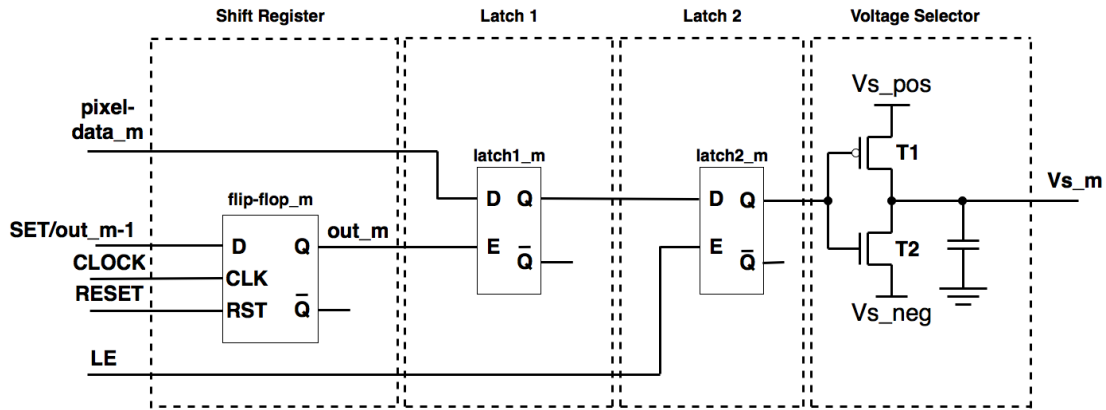 Shift Register
Latch 1
Latch 2
Voltage Selector
pixel-
data_m
Vs_pos
latch1_m
latch2_m
T1
Vs_m
flip-flop_m
D Q
D Q
SET/out_m-1
D Q
out_m
E
E
T2
CLOCK
CLK
Q̅
Q̅
RESET
RST Q̅
Vs_neg
LE